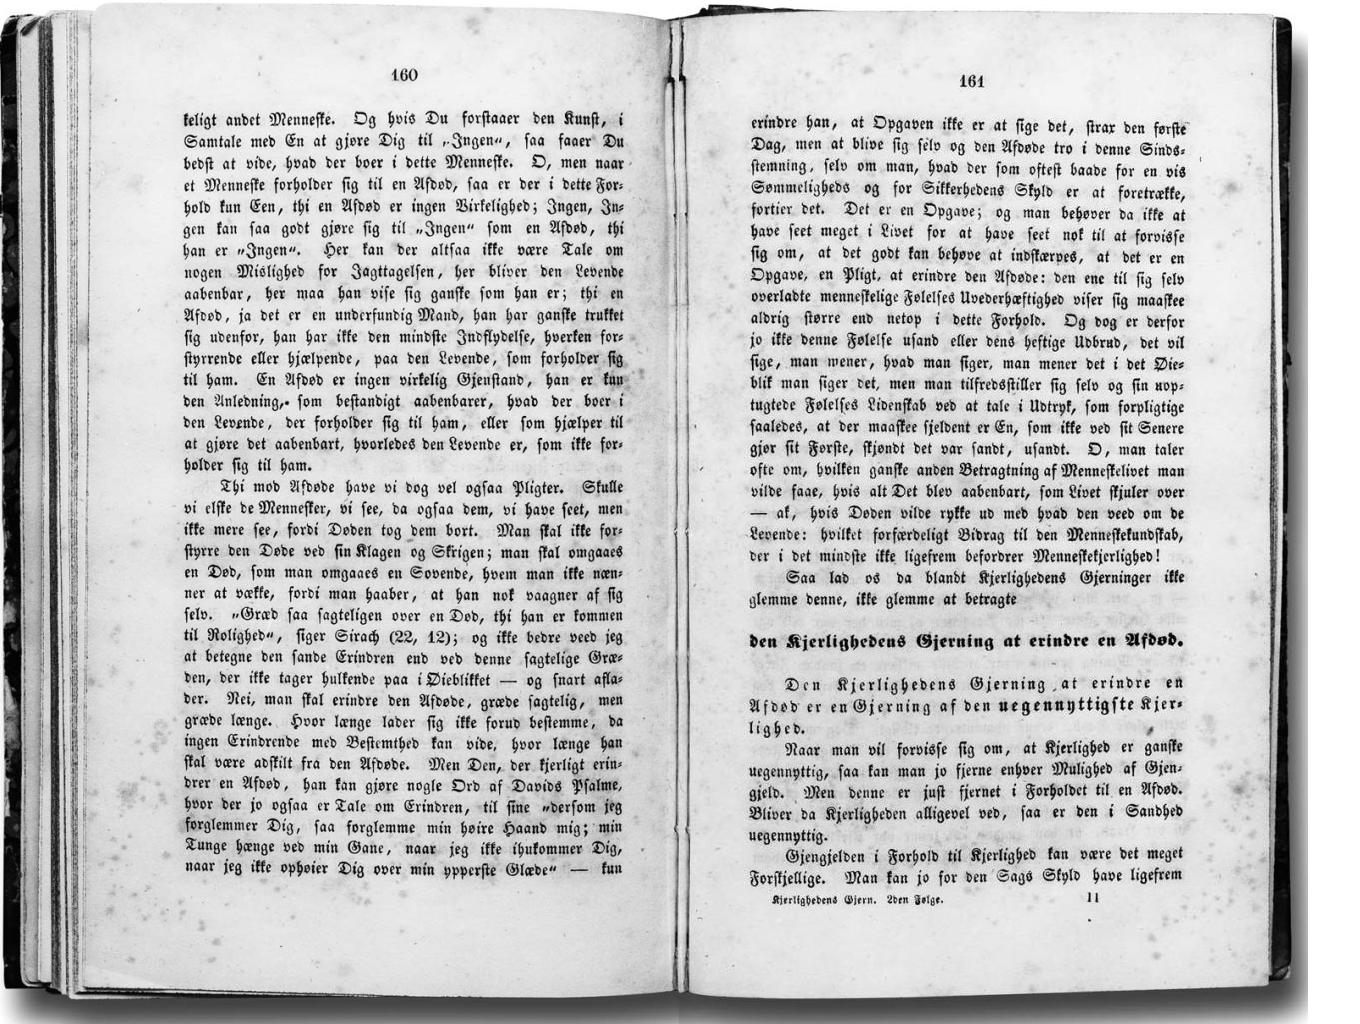 160
keligt andet Menneske. Og hvis Du forstaaer den Kunst, i
Samtale med En at gjøre Dig til „Ingen“, saa faaer Du
bedst at vide, hvad der boer i dette Menneske. O, men naar
et Menneske forholder sig til en Afdød, saa er der i dette For-
hold kun Een, thi en Afdød er ingen Virkelighed; Ingen, In-
gen kan saa godt gjøre sig til „Ingen“ som en Afdød, thi
han er „Ingen“. Her kan der altsaa ikke være Tale om
nogen Mislighed for Jagttagelsen, her bliver den Levende
aabenbar, her maa han vise sig ganske som han er; thi en
Afdød, ja det er en underfundig Mand, han har ganske trukket
sig udenfor, han har ikke den mindste Indflydelse, hverken for-
styrrende eller hjælpende, paa den Levende, som forholder sig
til ham. En Afdød er ingen virkelig Gjenstand, han er kun
den Anledning, som bestandigt aabenbarer, hvad der boer i
den Levende, der forholder sig til ham, eller som hjælper til
at gjøre det aabenbart, hvorledes den Levende er, som ikke for-
holder sig til ham.
Thi mod Afdøde have vi dog vel ogsaa Pligter. Skulle
vi elske de Mennesker, vi see, da ogsaa dem, vi have seet, men
ikke mere see, fordi Døden tog dem bort. Man skal ikke for-
styrre den Døde ved sin Klagen og Skrigen; man skal omgaaes
en Død, som man omgaaes en Sovende, hvem man ikke næn-
ner at vække, fordi man haaber, at han nok vaagner af sig
selv. „Græd saa sagteligen over en Død, thi han er kommen
til Rolighed“, siger Sirach (22, 12); og ikke bedre veed jeg
at betegne den sande Erindren end ved denne sagtelige Græ-
den, der ikke tager hulkende paa i Øieblikket — og snart afla-
der. Nei, man skal erindre den Afdøde, græde sagtelig, men
græde længe. Hvor længe lader sig ikke forud bestemme, da
ingen Erindrende med Bestemthed kan vide, hvor længe han
skal være adskilt fra den Afdøde. Men Den, der kjerligt erin-
drer en Afdød, han kan gjøre nogle Ord af Davids Psalme,
hvor der jo ogsaa er Tale om Erindren, til sine „dersom jeg
forglemmer Dig, saa forglemme min høire Haand mig; min
Tunge hænge ved min Gane, naar jeg ikke ihukommer Dig,
naar jeg ikke ophøier Dig over min ypperste Glæde“ — kun
161
erindre han, at Opgaven ikke er at sige det, strax den første
Dag, men at blive sig selv og den Afdøde tro i denne Sinds-
stemning, selv om man, hvad der som oftest baade for en vis
Sømmeligheds og for Sikkerhedens Skyld er at foretrække,
fortier det. Det er en Opgave; og man behøver da ikke at
have seet meget i Livet for at have seet nok til at forvisse
sig om, at det godt kan behøve at indskærpes, at det er en
Opgave, en Pligt, at erindre den Afdøde: den ene til sig selv
overladte menneskelige Følelses Uvederhæftighed viser sig maaskee
aldrig større end netop i dette Forhold. Og dog er derfor
jo ikke denne Følelse usand eller dens heftige Udbrud, det vil
sige, man mener, hvad man siger, man mener det i det Øie-
blik man siger det, men man tilfredsstiller sig selv og sin uop-
tugtede Følelses Lidenskab ved at tale i Udtryk, som forpligtige
saaledes, at der maaskee sjeldent er En, som ikke ved sit Senere
gjør sit Første, skjøndt det var sandt, usandt. O, man taler
ofte om, hvilken ganske anden Betragtning af Menneskelivet man
vilde faae, hvis alt Det blev aabenbart, som Livet skjuler over
— ak, hvis Døden vilde rykke ud med hvad den veed om de
Levende: hvilket forfærdeligt Bidrag til den Menneskekundskab,
der i det mindste ikke ligefrem befordrer Menneskekjerlighed!
Saa lad os da blandt Kjerlighedens Gjerninger ikke
glemme denne, ikke glemme at betragte
den Kjerlighedens Gjerning at erindre en Afdød.
Den Kjerlighedens Gjerning at erindre en
Afdød er en Gjerning af den uegennyttigste Kjer-
lighed.
Naar man vil forvisse sig om, at Kjerlighed er ganske
uegennyttig, saa kan man jo fjerne enhver Mulighed af Gjen-
gjeld. Men denne er just fjernet i Forholdet til en Afdød.
Bliver da Kjerligheden alligevel ved, saa er den i Sandhed
uegennyttig.
Gjengjelden i Forhold til Kjerlighed kan være det meget
Forskjellige. Man kan jo for den Sags Skyld have ligefrem
Kjerlighedens Gjern. 2den Følge. 11